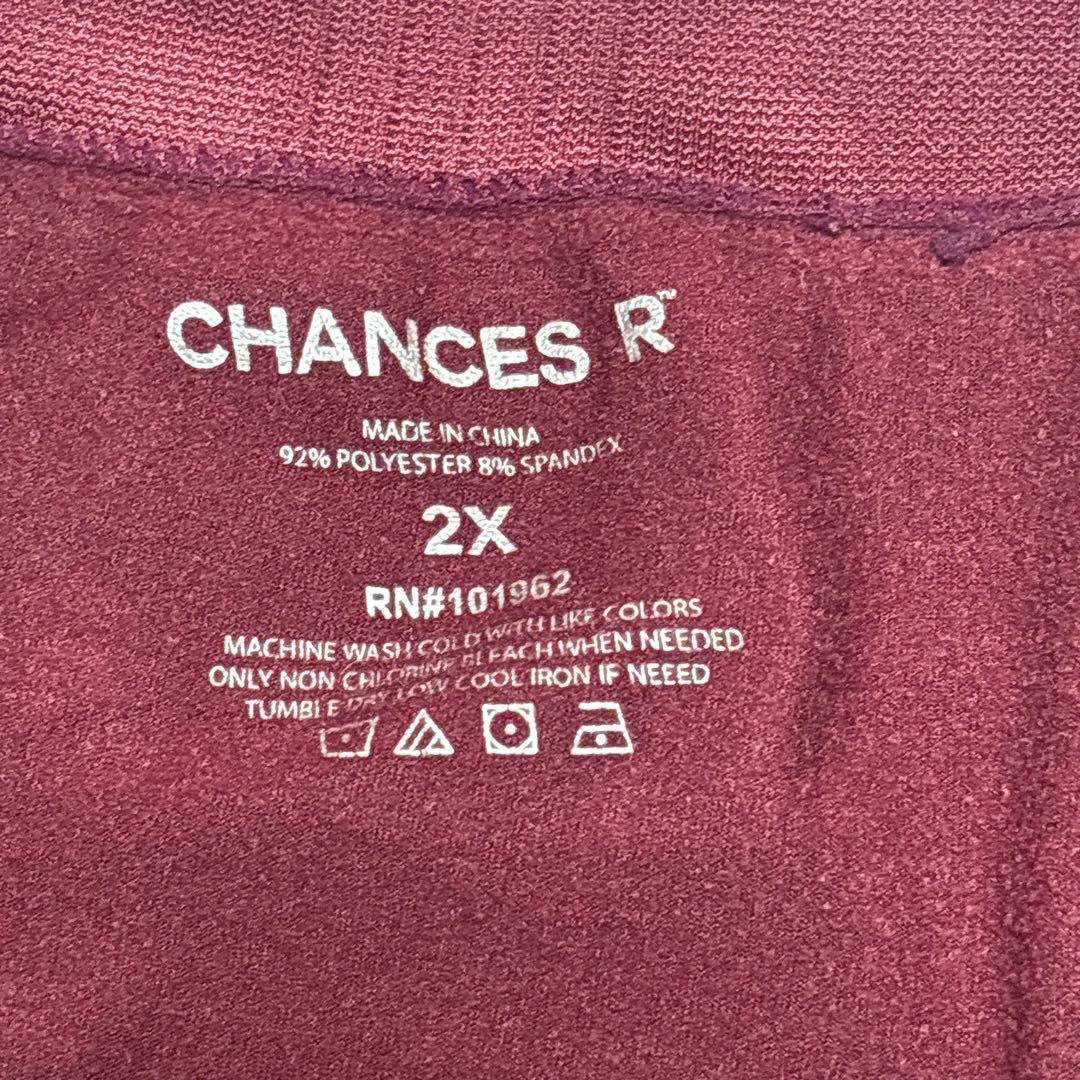 CHANCES R™
MADE IN CHINA
92% POLYESTER 8% SPANDEX
2X
RN#101962
MACHINE WASH COLD WITH LIKE COLORS
ONLY NON CHLORINE BLEACH WHEN NEEDED
TUMBLE DRY LOW COOL IRON IF NEEED